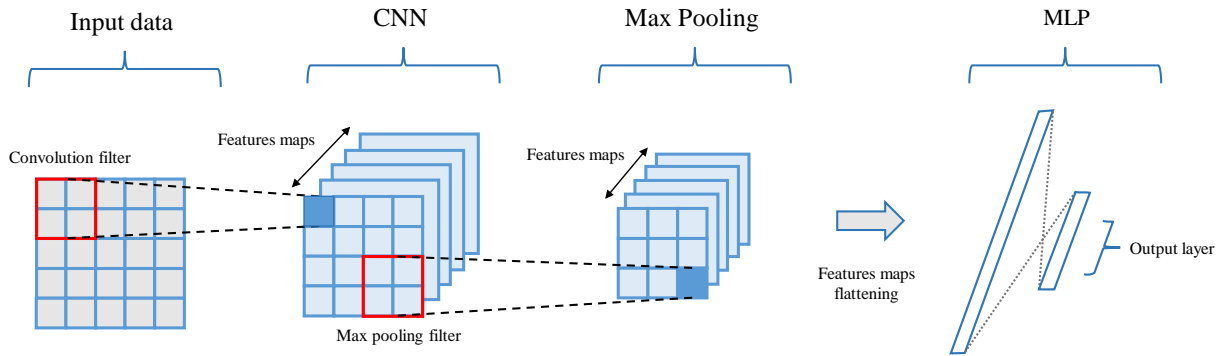 Input data
CNN
Max Pooling
MLP
Features maps
Convolution filter
Features maps
Output layer
Features maps
flattening
Max pooling filter